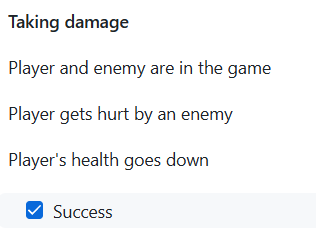 Taking damage
Player and enemy are in the game
Player gets hurt by an enemy
Player's health goes down
Success